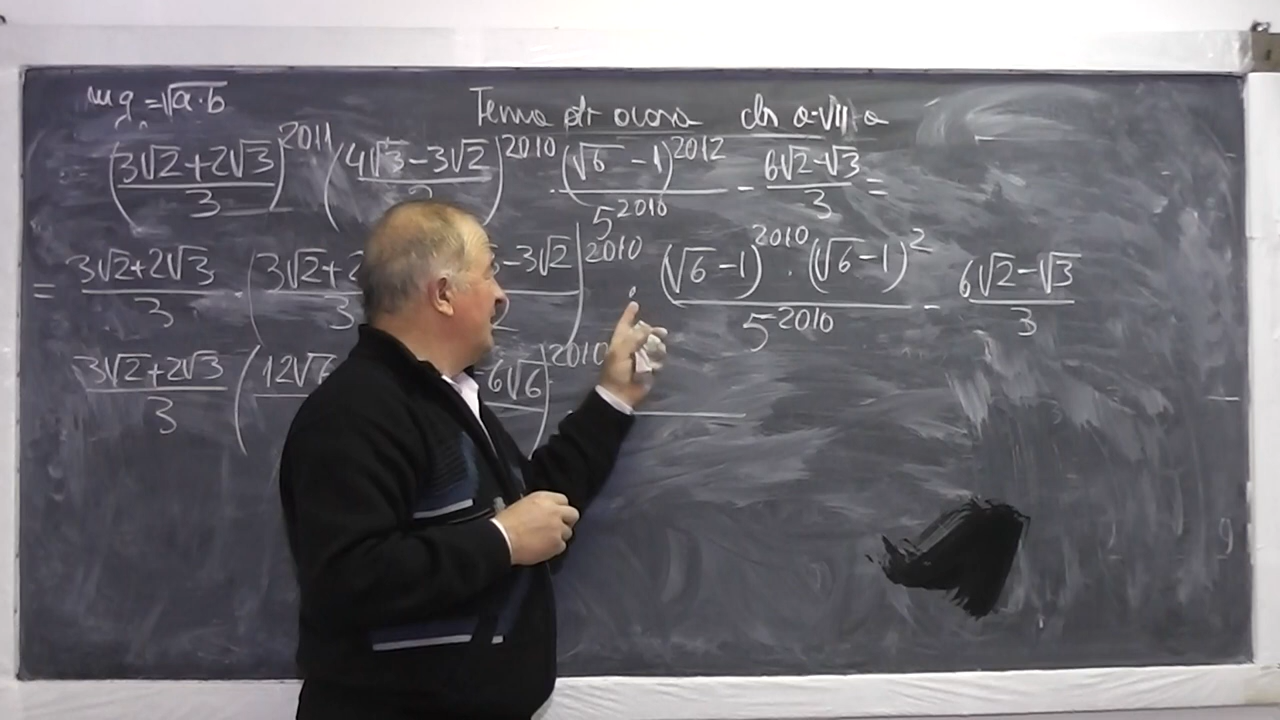 mg = √a·b
Tema de acasă cls a-VII-a
(3√2+2√3/3)^2011 (4√3-3√2)^2010 · (√6-1)^2012/5^2010 - 6√2-√3/3 =
= 3√2+2√3/3 · (3√2+2 /3 -3√2)^2010 · (√6-1)^2010·(√6-1)^2/5^2010 - 6√2-√3/3
3√2+2√3/3 (12√6 -6√6)^2010 ·